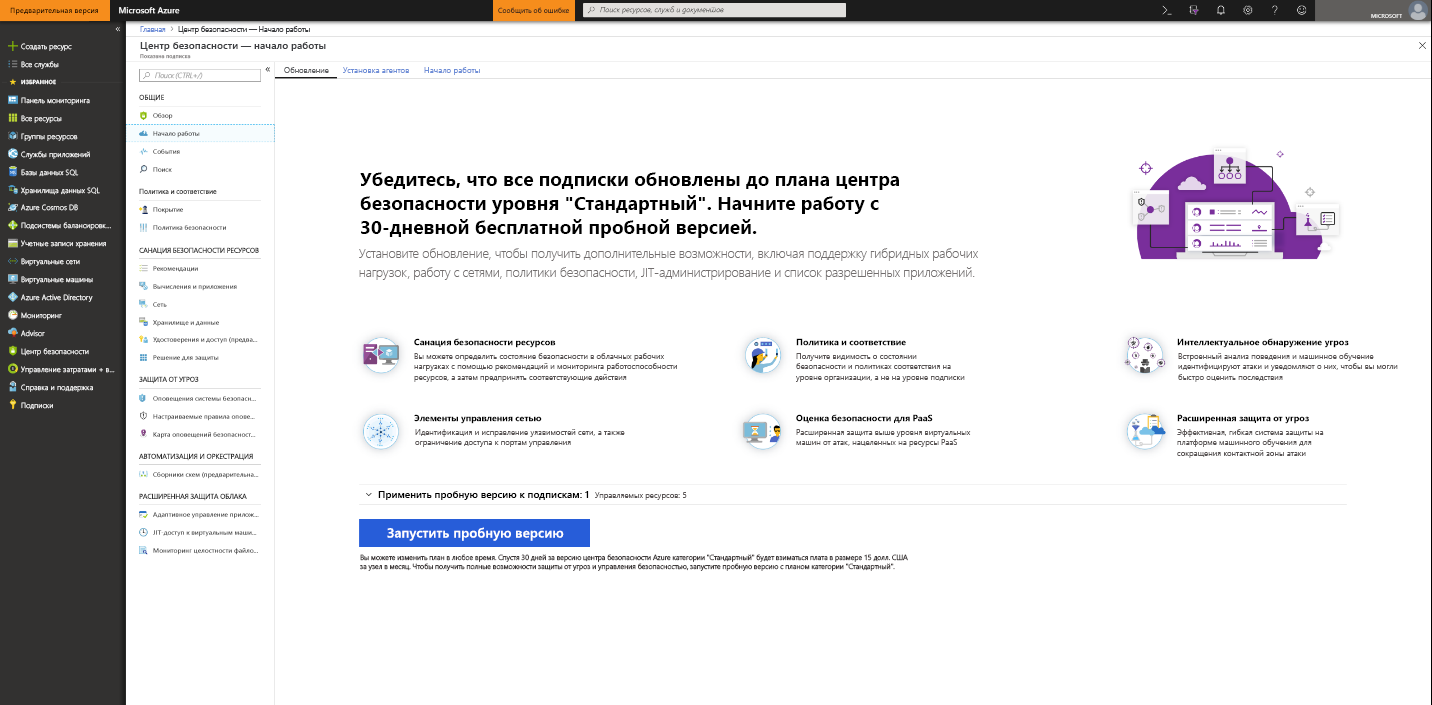 Предварительная версия
Microsoft Azure
Сообщить об ошибке
Поиск ресурсов, служб и документов
MICROSOFT
Создать ресурс
Все службы
ИЗБРАННОЕ
Панель мониторинга
Все ресурсы
Группы ресурсов
Службы приложений
Базы данных SQL
Хранилища данных SQL
Azure Cosmos DB
Подсистемы балансировк...
Учетные записи хранения
Виртуальные сети
Виртуальные машины
Azure Active Directory
Мониторинг
Advisor
Центр безопасности
Управление затратами + в...
Справка и поддержка
Подписки
Главная > Центр безопасности — Начало работы
Центр безопасности — начало работы
Показана подписка
Поиск (CTRL+/)
ОБЩИЕ
Обзор
Начало работы
События
Поиск
Политика и соответствие
Покрытие
Политика безопасности
САНАЦИЯ БЕЗОПАСНОСТИ РЕСУРСОВ
Рекомендации
Вычисления и приложения
Сеть
Хранилище и данные
Удостоверения и доступ (предва...
Решение для защиты
ЗАЩИТА ОТ УГРОЗ
Оповещения системы безопасн...
Настраиваемые правила опове...
Карта оповещений безопасност...
АВТОМАТИЗАЦИЯ И ОРКЕСТРАЦИЯ
Сборники схем (предварительна...
РАСШИРЕННАЯ ЗАЩИТА ОБЛАКА
Адаптивное управление прилож...
JIT-доступ к виртуальным маши...
Мониторинг целостности файло...
Обновление
Установка агентов
Начало работы
Убедитесь, что все подписки обновлены до плана центра
безопасности уровня "Стандартный". Начните работу с
30-дневной бесплатной пробной версией.
Установите обновление, чтобы получить дополнительные возможности, включая поддержку гибридных рабочих
нагрузок, работу с сетями, политики безопасности, JIT-администрирование и список разрешенных приложений.
Санация безопасности ресурсов
Вы можете определить состояние безопасности в облачных рабочих
нагрузках с помощью рекомендаций и мониторинга работоспособности
ресурсов, а затем предпринять соответствующие действия
Политика и соответствие
Получите видимость о состоянии
безопасности и политиках соответствия на
уровне организации, а не на уровне подписки
Интеллектуальное обнаружение угроз
Встроенный анализ поведения и машинное обучение
идентифицируют атаки и уведомляют о них, чтобы вы могли
быстро оценить последствия
Элементы управления сетью
Идентификация и исправление уязвимостей сети, а также
ограничение доступа к портам управления
Оценка безопасности для PaaS
Расширенная защита выше уровня виртуальных
машин от атак, нацеленных на ресурсы PaaS
Расширенная защита от угроз
Эффективная, гибкая система защиты на
платформе машинного обучения для
сокращения контактной зоны атаки
Применить пробную версию к подпискам: 1 Управляемых ресурсов: 5
Запустить пробную версию
Вы можете изменить план в любое время. Спустя 30 дней за версию центра безопасности Azure категории "Стандартный" будет взиматься плата в размере 15 долл. США
за узел в месяц. Чтобы получить полные возможности защиты от угроз и управления безопасностью, запустите пробную версию с планом категории "Стандартный".